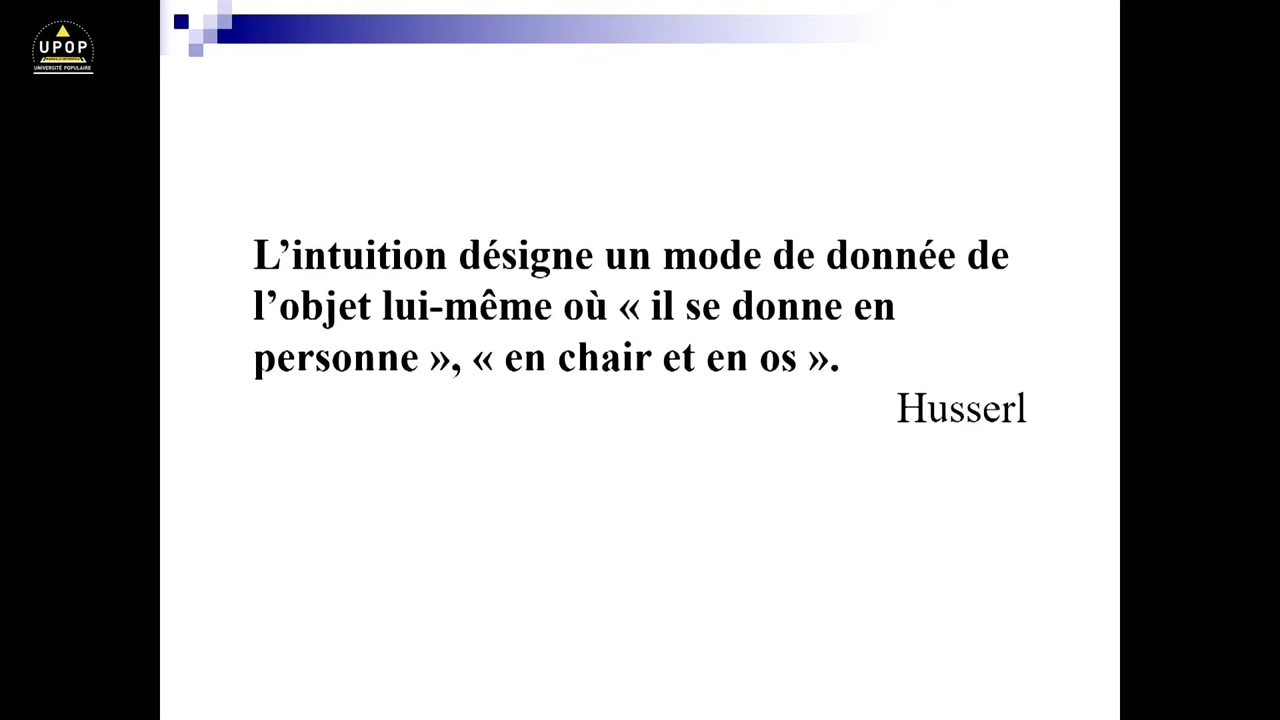 UPOP
UNIVERSITÉ POPULAIRE
L’intuition désigne un mode de donnée de
l’objet lui-même où « il se donne en
personne », « en chair et en os ».
Husserl